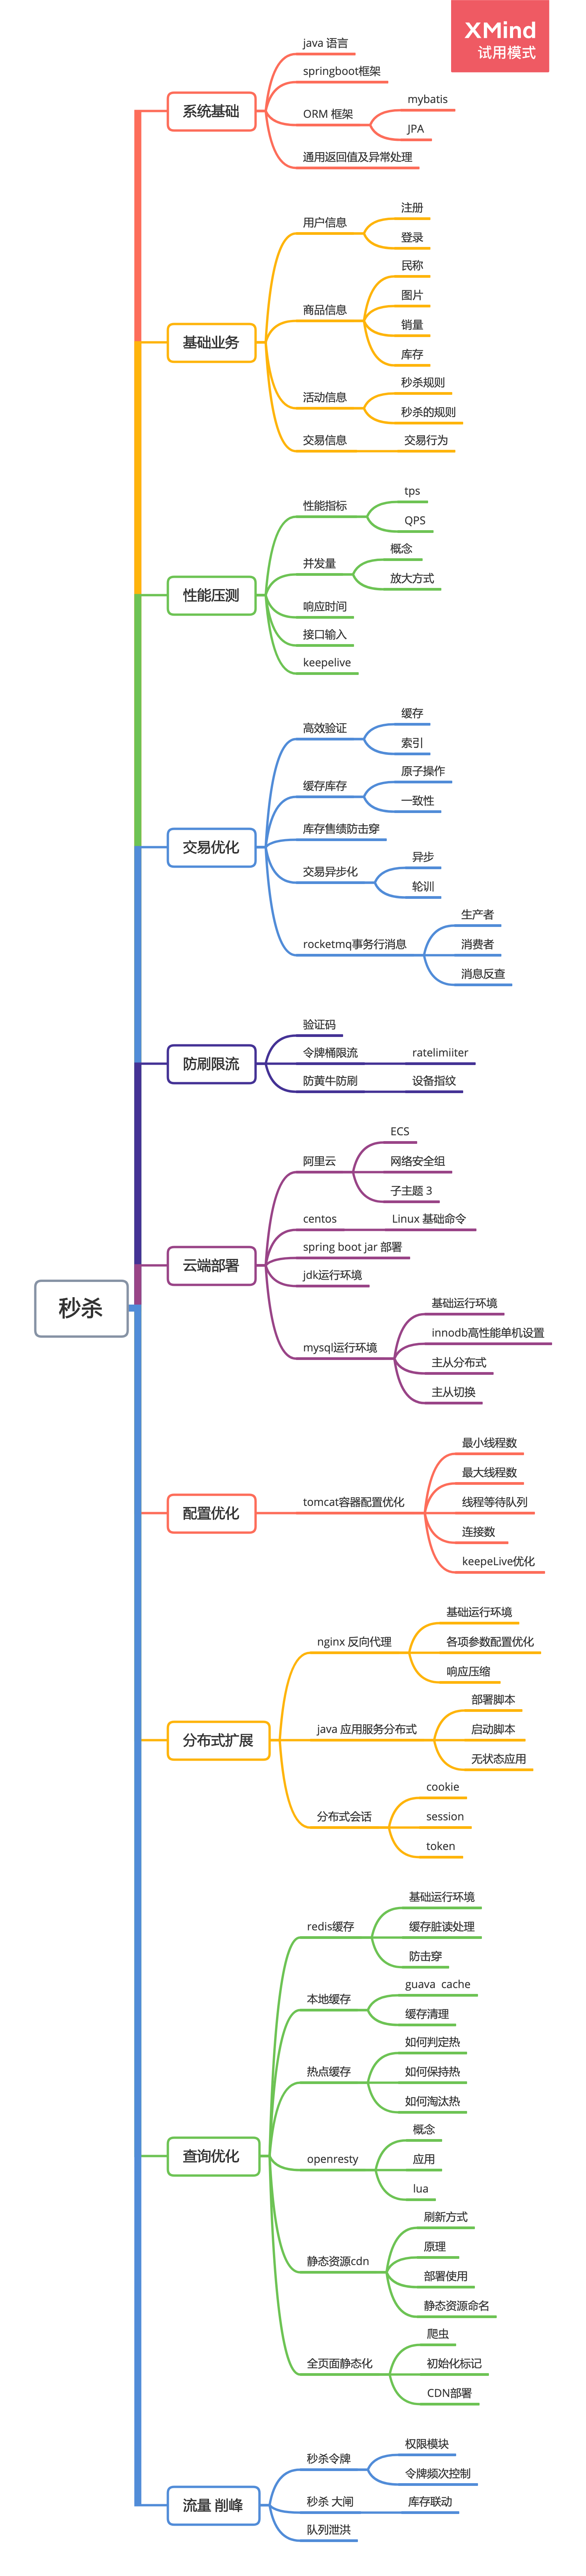 XMind
试用模式
java 语言
springboot框架
ORM 框架
mybatis
JPA
通用返回值及异常处理
系统基础
用户信息
注册
登录
商品信息
民称
图片
销量
库存
活动信息
秒杀规则
秒杀的规则
交易信息
交易行为
基础业务
性能指标
tps
QPS
并发量
概念
放大方式
响应时间
接口输入
keepelive
性能压测
高效验证
缓存
索引
缓存库存
原子操作
一致性
库存售绩防击穿
交易异步化
异步
轮训
rocketmq事务行消息
生产者
消费者
消息反查
交易优化
验证码
令牌桶限流
ratelimiiter
防黄牛防刷
设备指纹
防刷限流
阿里云
ECS
网络安全组
子主题 3
centos
Linux 基础命令
spring boot jar 部署
jdk运行环境
mysql运行环境
基础运行环境
innodb高性能单机设置
主从分布式
主从切换
云端部署
秒杀
tomcat容器配置优化
最小线程数
最大线程数
线程等待队列
连接数
keepeLive优化
配置优化
nginx 反向代理
基础运行环境
各项参数配置优化
响应压缩
java 应用服务分布式
部署脚本
启动脚本
无状态应用
分布式会话
cookie
session
token
分布式扩展
redis缓存
基础运行环境
缓存脏读处理
防击穿
本地缓存
guava  cache
缓存清理
热点缓存
如何判定热
如何保持热
如何淘汰热
openresty
概念
应用
lua
静态资源cdn
刷新方式
原理
部署使用
静态资源命名
全页面静态化
爬虫
初始化标记
CDN部署
查询优化
秒杀令牌
权限模块
令牌频次控制
秒杀 大闸
库存联动
队列泄洪
流量 削峰